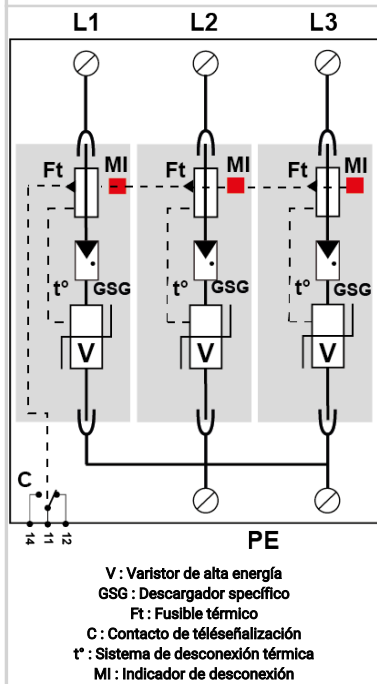 L1 L2 L3
Ft MI Ft MI Ft MI
t° GSG t° GSG t° GSG
V V V
C
14 11 12
PE
V : Varistor de alta energía
GSG : Descargador specífico
Ft : Fusible térmico
C : Contacto de téléseñalización
t° : Sistema de desconexión térmica
MI : Indicador de desconexión